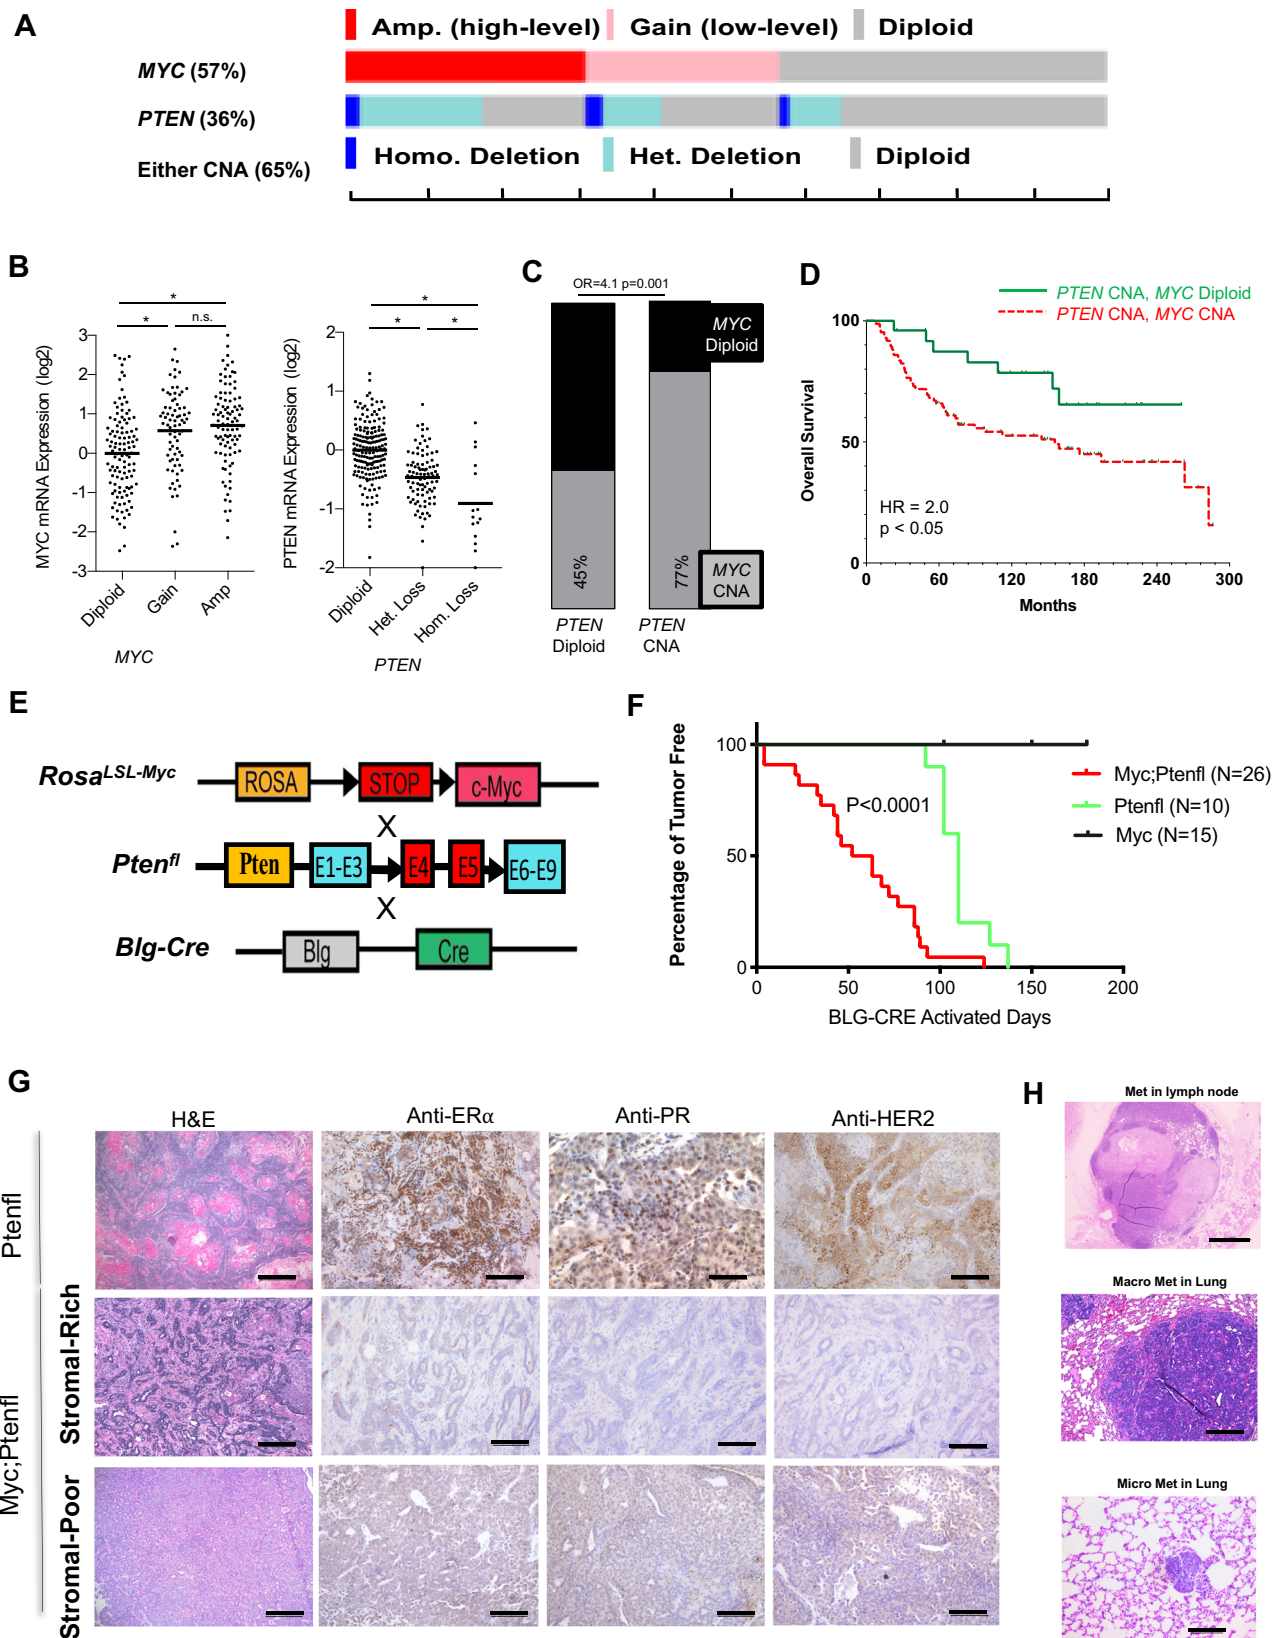 A
Amp. (high-level)
Gain (low-level)
Diploid
MYC (57%)
PTEN (36%)
Either CNA (65%)
Homo. Deletion
Het. Deletion
Diploid
B
MYC mRNA Expression (log2)
3
2
1
0
-1
-2
-3
*
*
n.s.
Diploid
Gain
Amp
MYC
PTEN mRNA Expression (log2)
2
1
0
-1
-2
*
*
*
Diploid
Het. Loss
Hom. Loss
PTEN
C
OR=4.1 p=0.001
MYC
Diploid
45%
77%
MYC
CNA
PTEN
Diploid
PTEN
CNA
D
PTEN CNA, MYC Diploid
PTEN CNA, MYC CNA
Overall Survival
100
50
0
HR = 2.0
p < 0.05
0
60
120
180
240
300
Months
E
Rosa^LSL-Myc
ROSA
STOP
c-Myc
X
Pten^fl
Pten
E1-E3
E4
E5
E6-E9
X
Blg-Cre
Blg
Cre
F
Percentage of Tumor Free
100
50
0
P<0.0001
Myc;Ptenfl (N=26)
Ptenfl (N=10)
Myc (N=15)
0
50
100
150
200
BLG-CRE Activated Days
G
H&E
Anti-ERα
Anti-PR
Anti-HER2
Ptenfl
Myc;Ptenfl
Stromal-Rich
Stromal-Poor
H
Met in lymph node
Macro Met in Lung
Micro Met in Lung